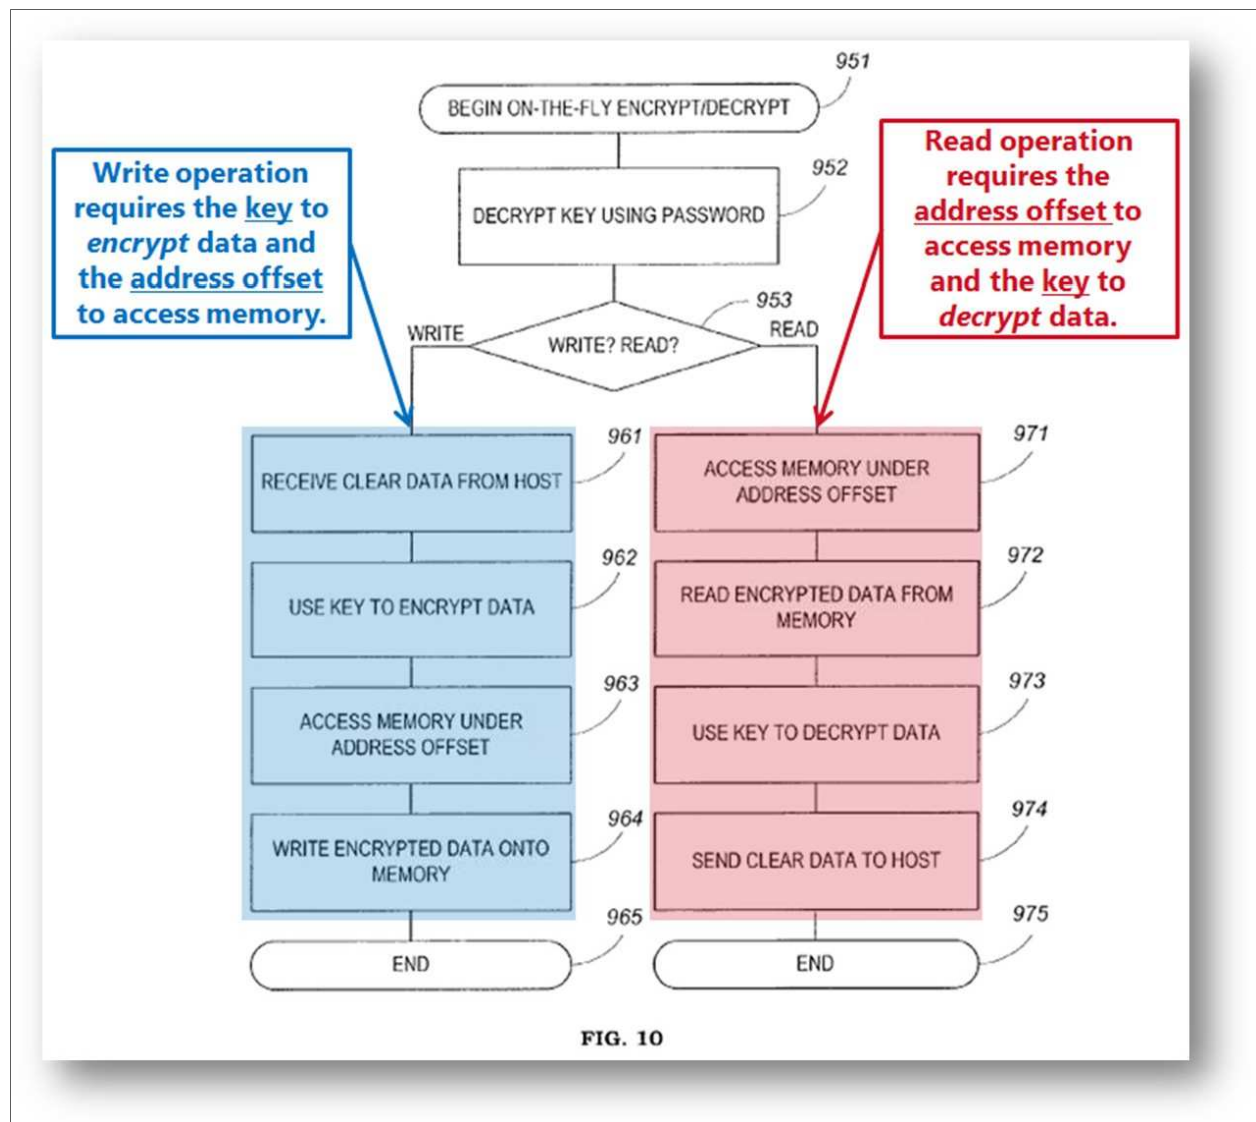 951
BEGIN ON-THE-FLY ENCRYPT/DECRYPT
Write operation
requires the key to
encrypt data and
the address offset
to access memory.
952
DECRYPT KEY USING PASSWORD
Read operation
requires the
address offset to
access memory
and the key to
decrypt data.
953
WRITE
WRITE? READ?
READ
961
RECEIVE CLEAR DATA FROM HOST
962
USE KEY TO ENCRYPT DATA
963
ACCESS MEMORY UNDER
ADDRESS OFFSET
964
WRITE ENCRYPTED DATA ONTO
MEMORY
965
END
971
ACCESS MEMORY UNDER
ADDRESS OFFSET
972
READ ENCRYPTED DATA FROM
MEMORY
973
USE KEY TO DECRYPT DATA
974
SEND CLEAR DATA TO HOST
975
END
FIG. 10